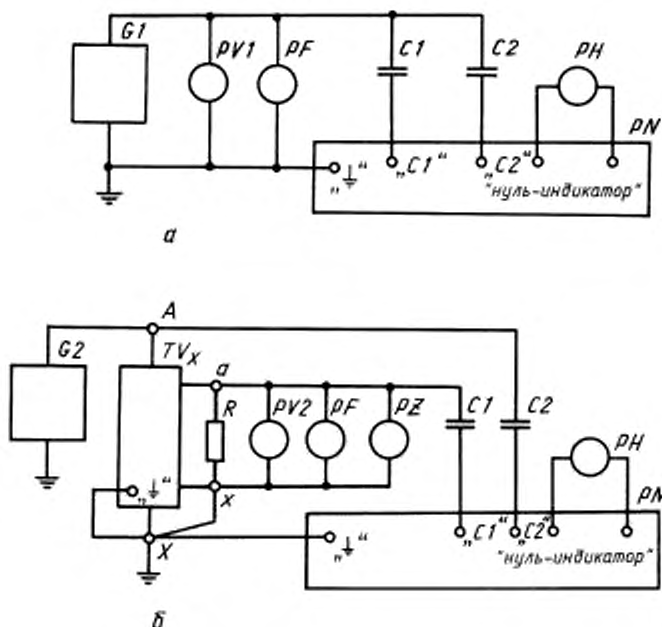 G1
PV1
PF
C1
C2
PH
PN
„⏚“
„C1“
„C2“
"нуль-индикатор"
а
A
G2
TVx
a
R
PV2
PF
PZ
C1
C2
PH
PN
„⏚“
x
X
„⏚“
„C1“
„C2“
"нуль-индикатор"
б